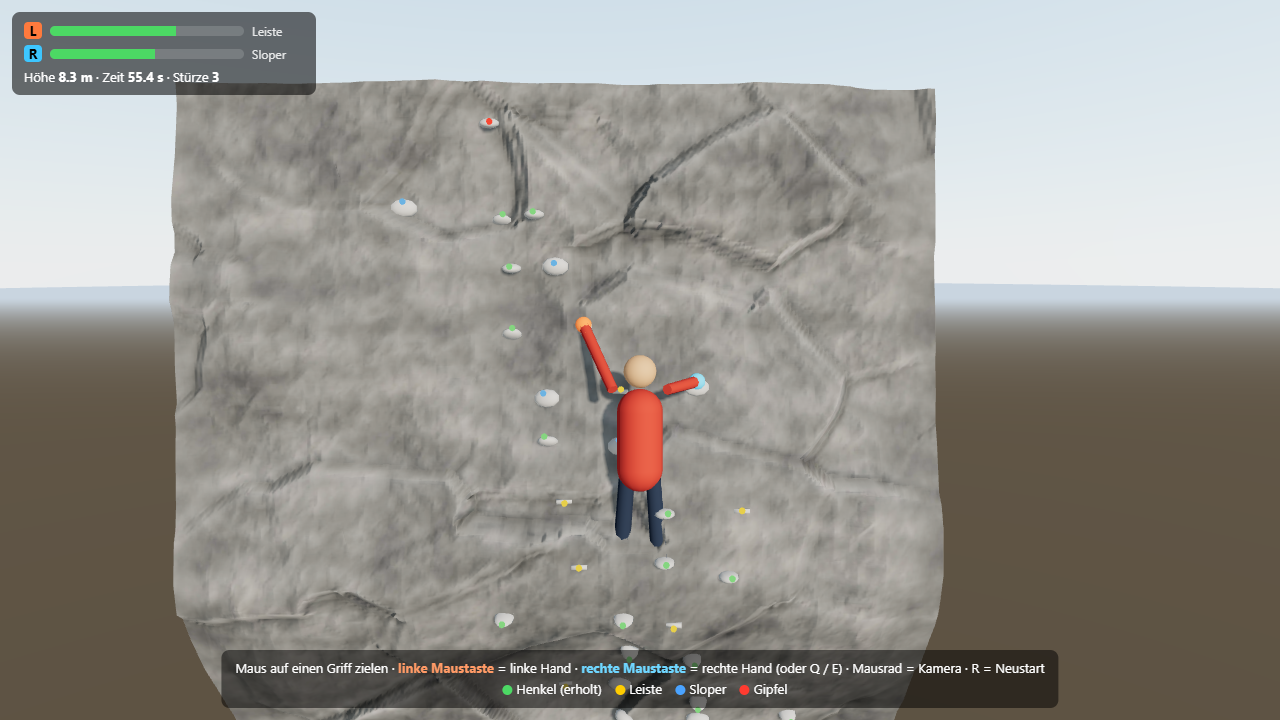 L Leiste
R Sloper
Höhe 8.3 m · Zeit 55.4 s · Stürze 3
Maus auf einen Griff zielen · linke Maustaste = linke Hand · rechte Maustaste = rechte Hand (oder Q / E) · Mausrad = Kamera · R = Neustart
Henkel (erholt) Leiste Sloper Gipfel